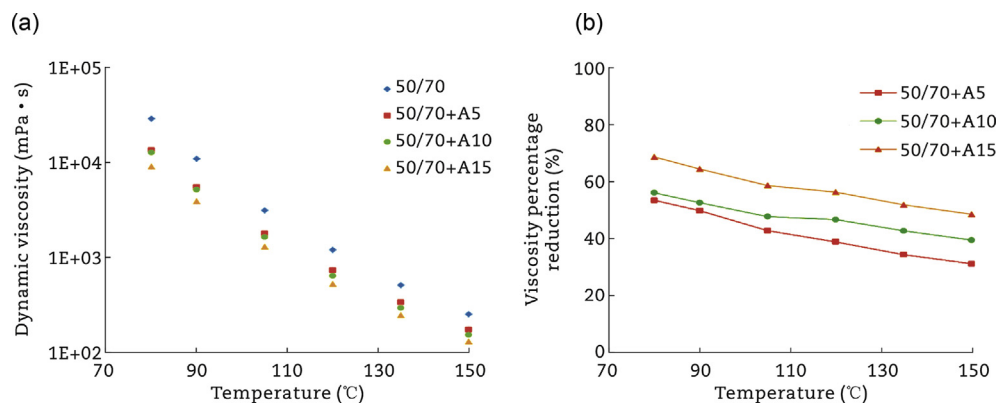 (a)
1E+05
1E+04
1E+03
1E+02
Dynamic viscosity (mPa • s)
50/70
50/70+A5
50/70+A10
50/70+A15
70 90 110 130 150
Temperature (℃)
(b)
100
80
60
40
20
0
Viscosity percentage
reduction (%)
50/70+A5
50/70+A10
50/70+A15
70 90 110 130 150
Temperature (℃)